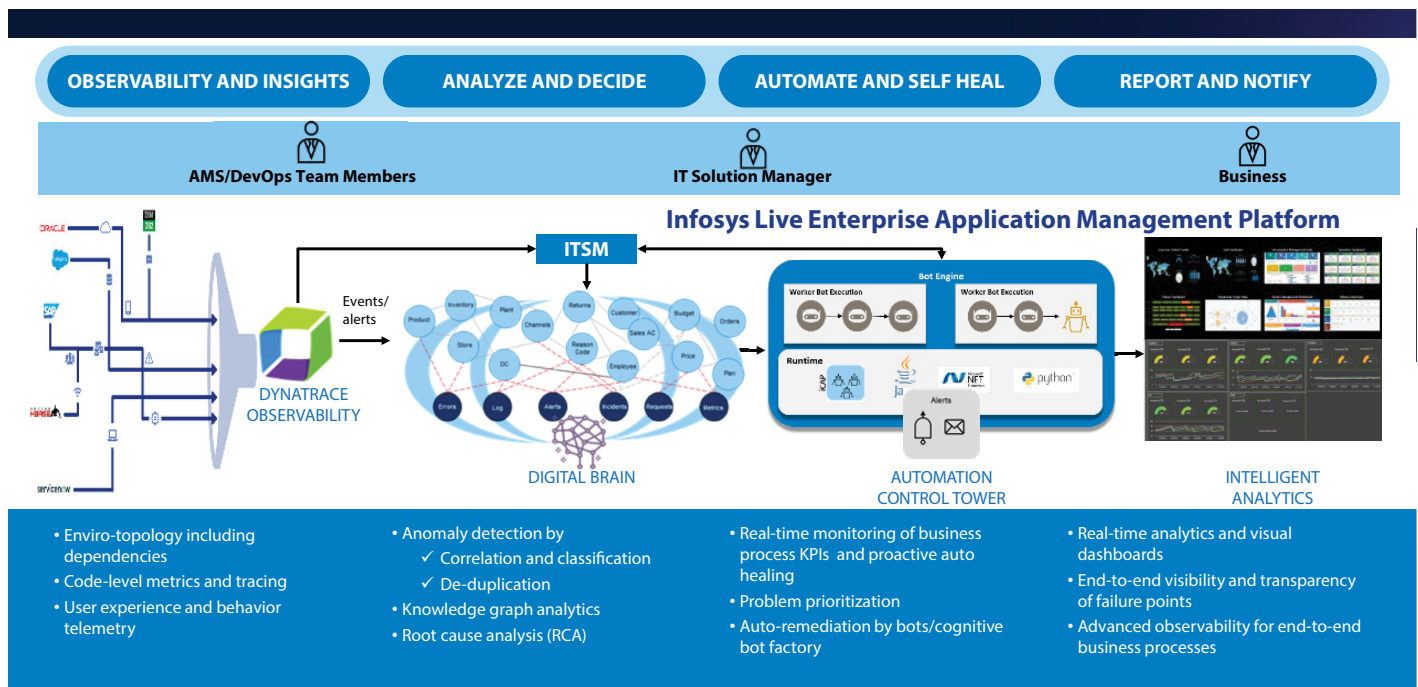 OBSERVABILITY AND INSIGHTS
ANALYZE AND DECIDE
AUTOMATE AND SELF HEAL
REPORT AND NOTIFY
AMS/DevOps Team Members
IT Solution Manager
Business
Infosys Live Enterprise Application Management Platform
ORACLE
SAP
servicenow
DYNATRACE
OBSERVABILITY
Events/
alerts
ITSM
Product
Inventory
Plant
Channels
Returns
Customer
Sales AC
Budget
Orders
Store
DC
Reason
Code
Employee
Price
Plan
Errors
Log
Alerts
Incidents
Requests
Metrics
DIGITAL BRAIN
Bot Engine
Worker Bot Execution
Worker Bot Execution
Runtime
iCAP
Microsoft
.NET
python
Alerts
AUTOMATION
CONTROL TOWER
INTELLIGENT
ANALYTICS
• Enviro-topology including
dependencies
• Code-level metrics and tracing
• User experience and behavior
telemetry
• Anomaly detection by
✓ Correlation and classification
✓ De-duplication
• Knowledge graph analytics
• Root cause analysis (RCA)
• Real-time monitoring of business
process KPIs and proactive auto
healing
• Problem prioritization
• Auto-remediation by bots/cognitive
bot factory
• Real-time analytics and visual
dashboards
• End-to-end visibility and transparency
of failure points
• Advanced observability for end-to-end
business processes